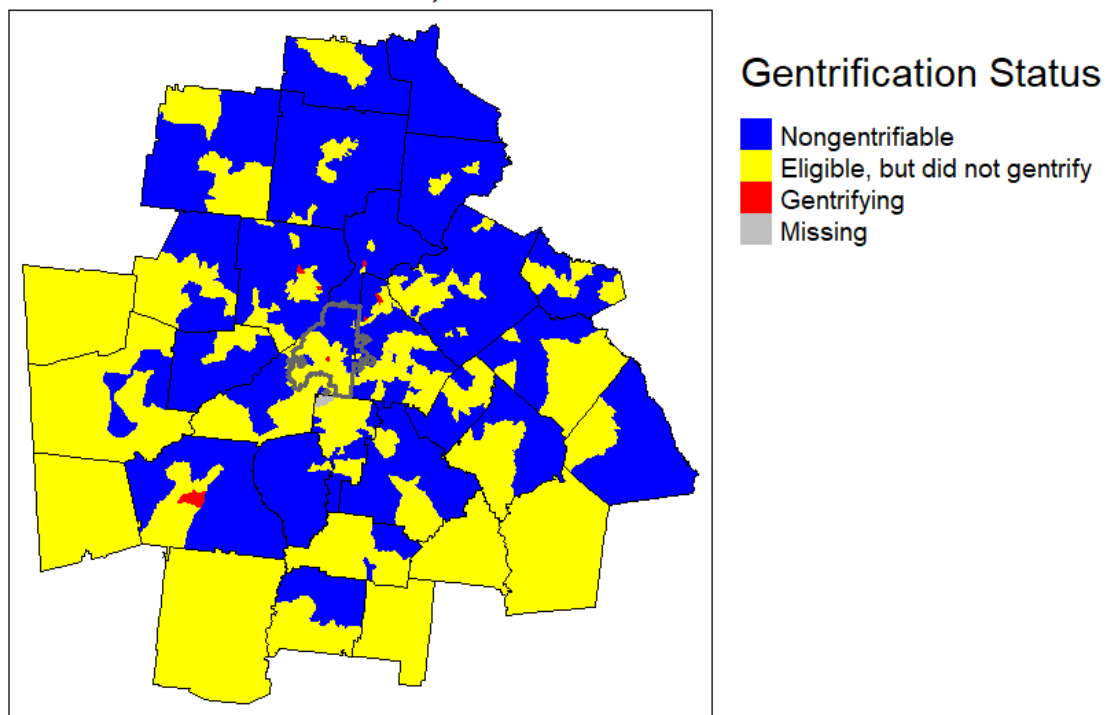 Gentrification Status
Nongentrifiable
Eligible, but did not gentrify
Gentrifying
Missing